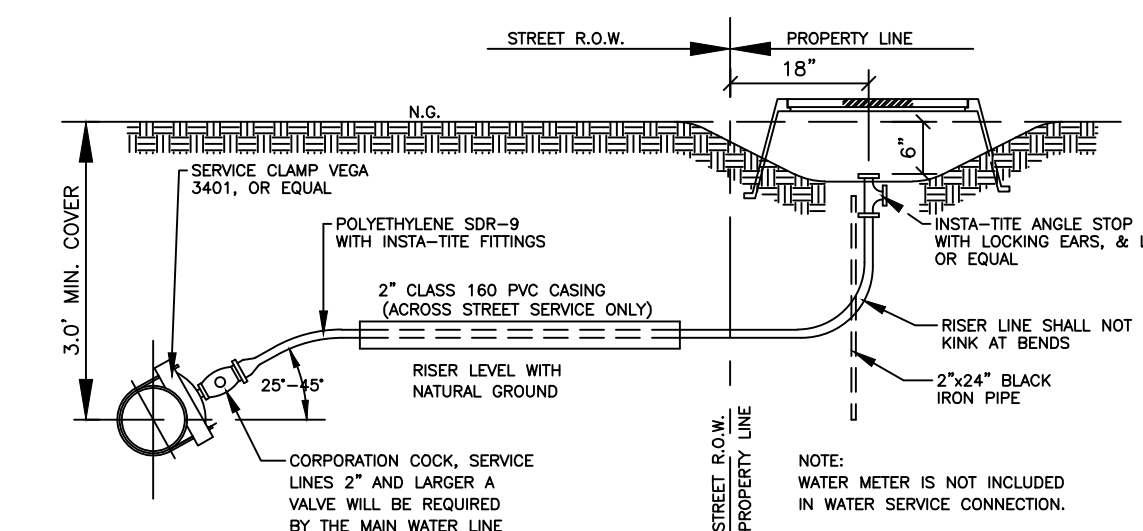 STREET R.O.W.
PROPERTY LINE
18"
N.G.
6"
3.0' MIN. COVER
SERVICE CLAMP VEGA
3401, OR EQUAL
POLYETHYLENE SDR-9
WITH INSTA-TITE FITTINGS
INSTA-TITE ANGLE STOP
WITH LOCKING EARS, &
OR EQUAL
2" CLASS 160 PVC CASING
(ACROSS STREET SERVICE ONLY)
RISER LINE SHALL NOT
KINK AT BENDS
RISER LEVEL WITH
NATURAL GROUND
25°-45°
2"x24" BLACK
IRON PIPE
STREET R.O.W.
PROPERTY LINE
CORPORATION COCK, SERVICE
LINES 2" AND LARGER A
VALVE WILL BE REQUIRED
BY THE MAIN WATER LINE
NOTE:
WATER METER IS NOT INCLUDED
IN WATER SERVICE CONNECTION.